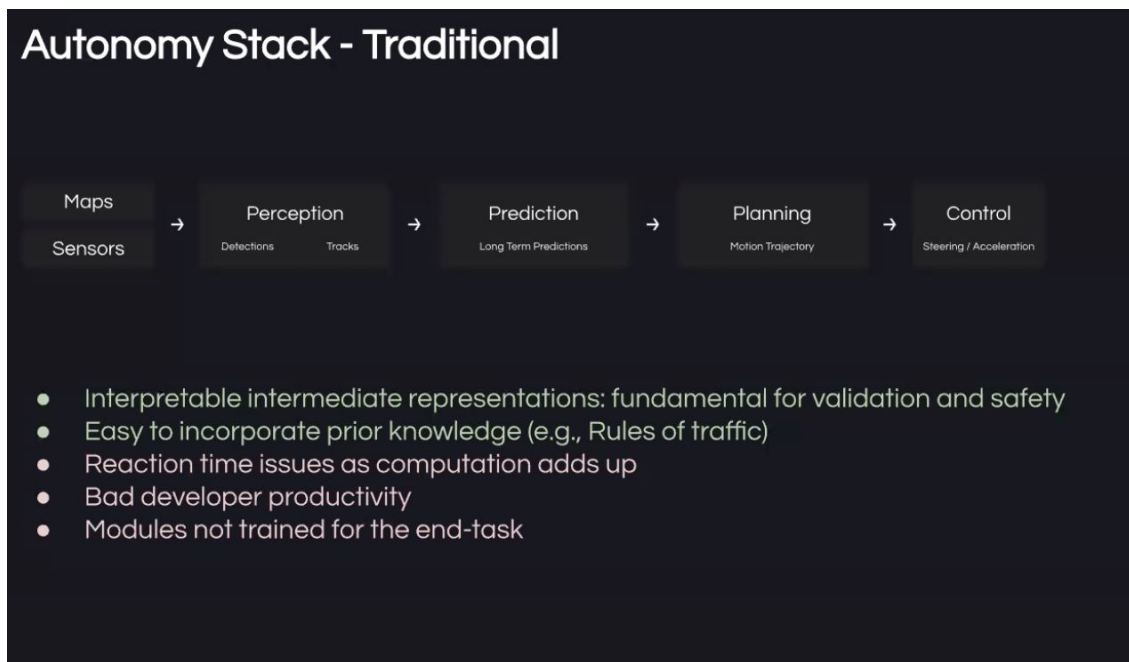 Autonomy Stack - Traditional
Maps
Sensors
→
Perception
Detections Tracks
→
Prediction
Long Term Predictions
→
Planning
Motion Trajectory
→
Control
Steering / Acceleration
● Interpretable intermediate representations: fundamental for validation and safety
● Easy to incorporate prior knowledge (e.g., Rules of traffic)
● Reaction time issues as computation adds up
● Bad developer productivity
● Modules not trained for the end-task